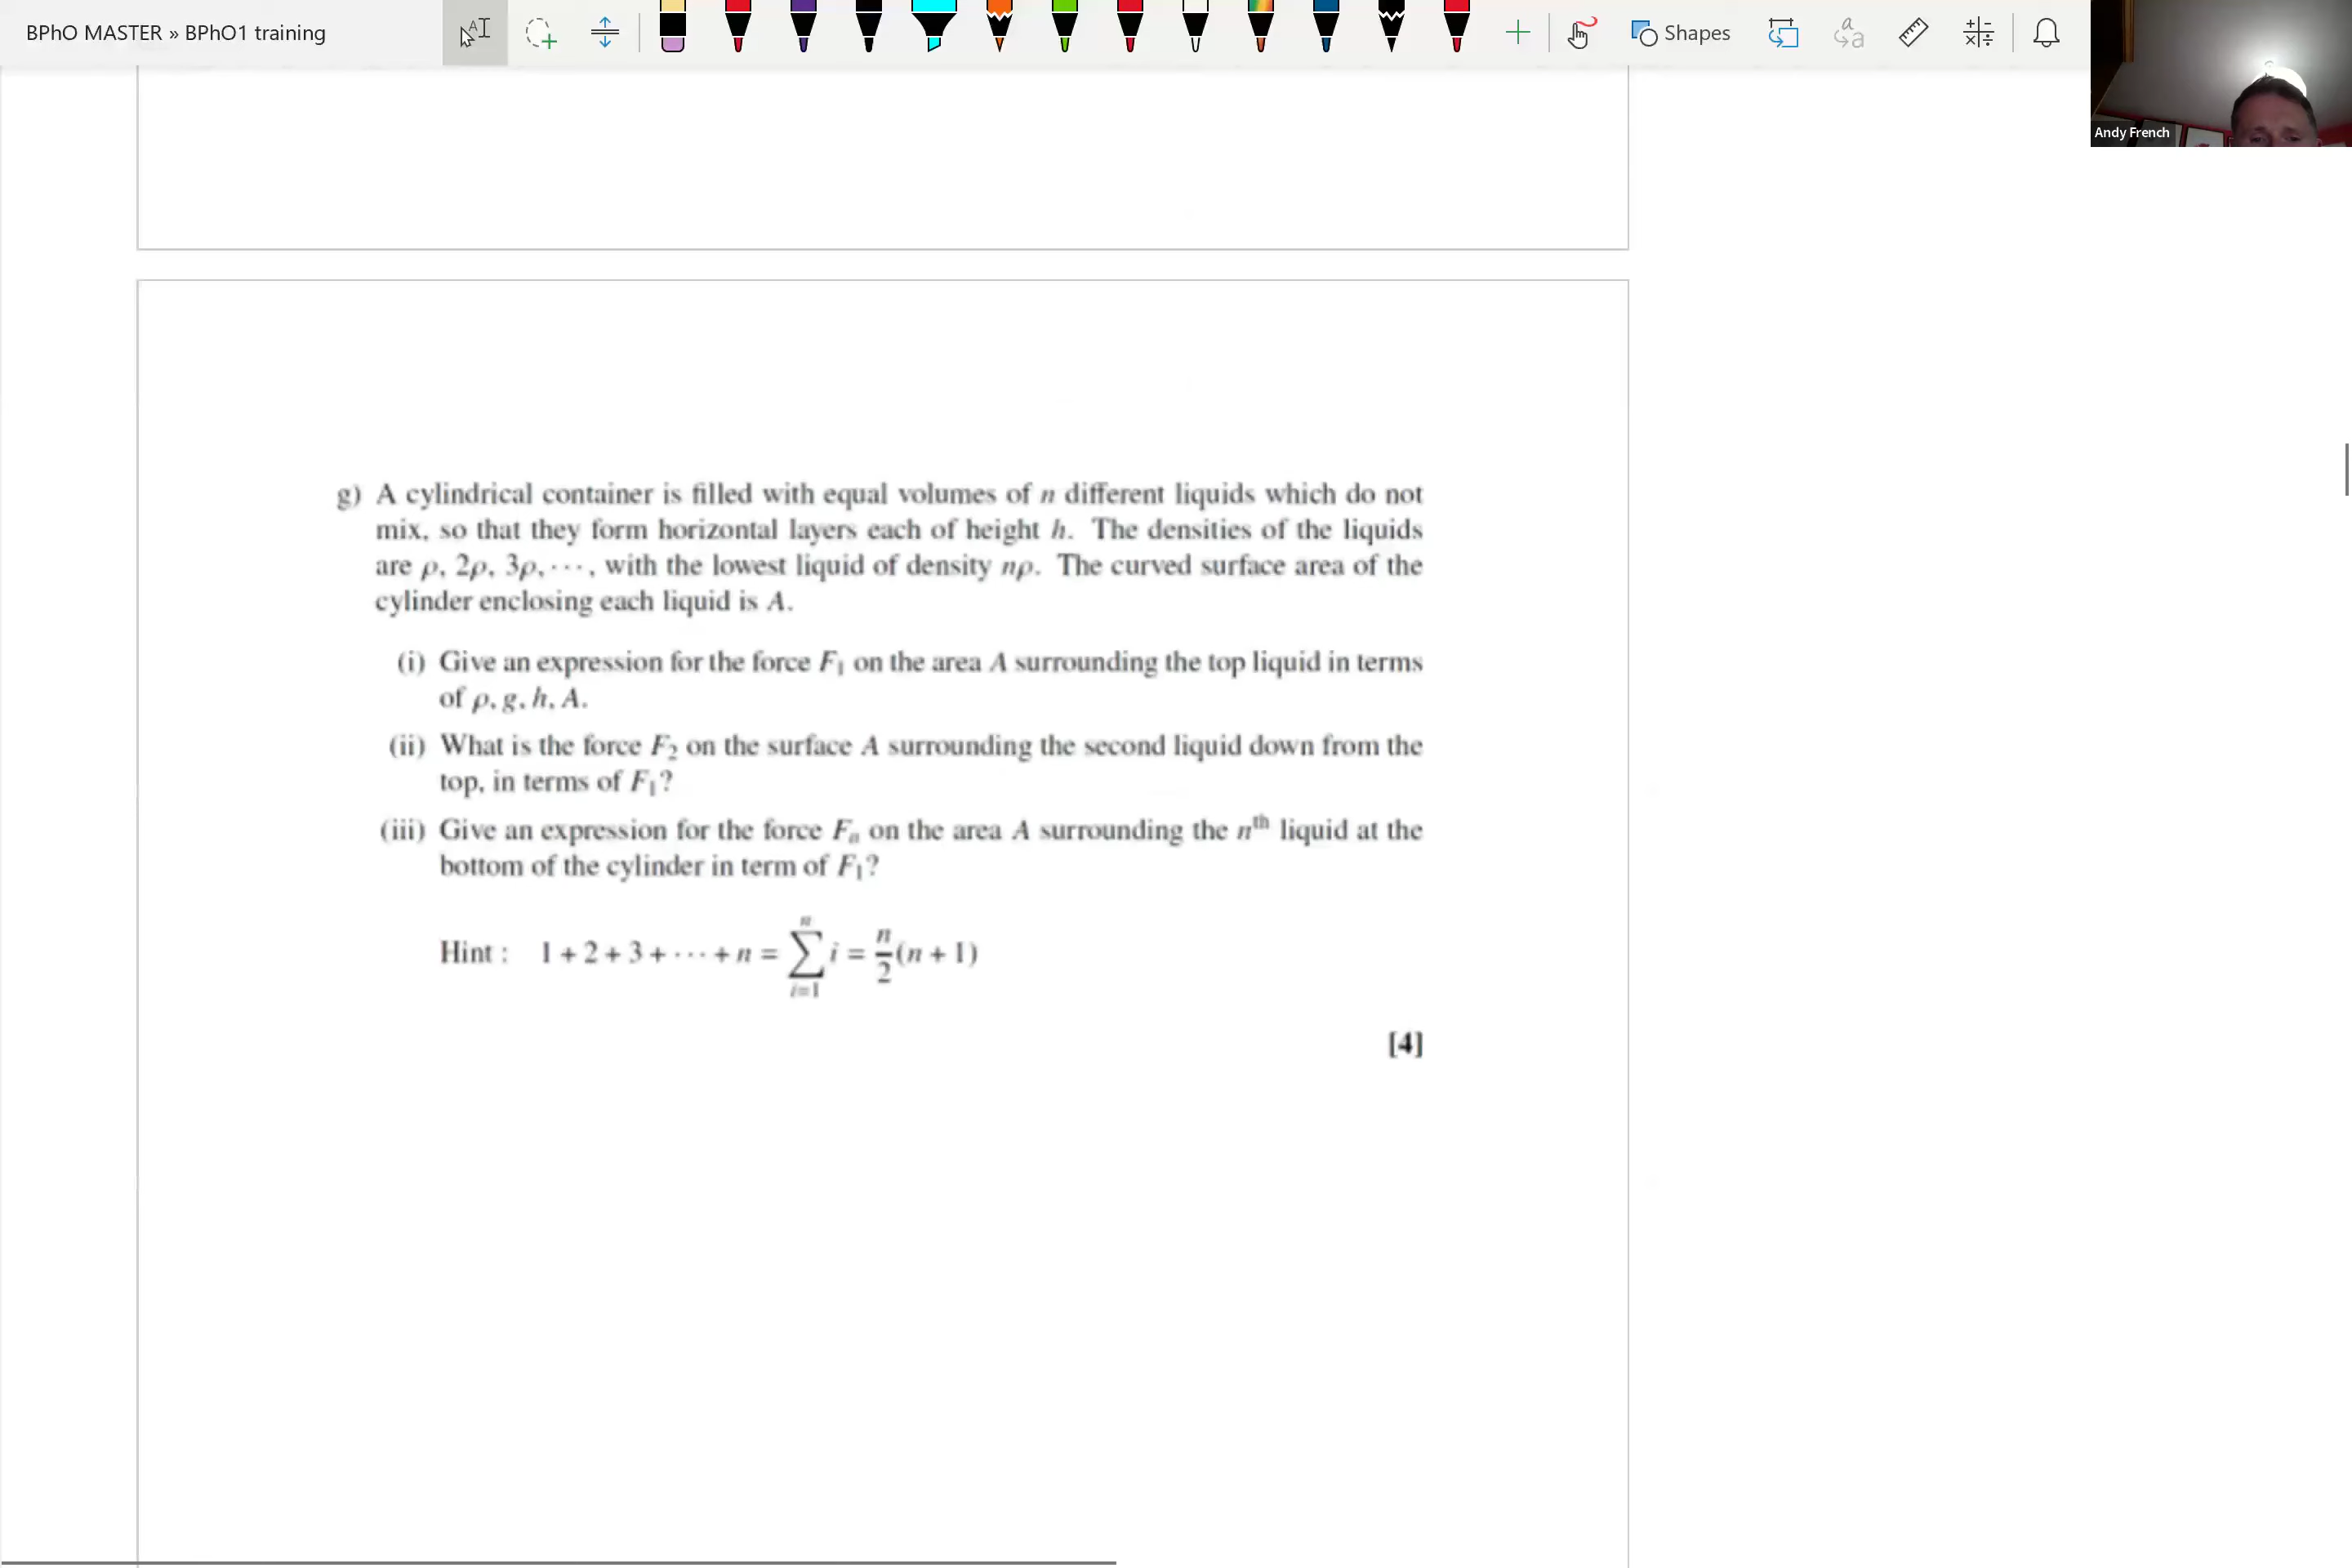 BPhO MASTER » BPhO1 training
Shapes
Andy French
g) A cylindrical container is filled with equal volumes of n different liquids which do not
mix, so that they form horizontal layers each of height h. The densities of the liquids
are ρ, 2ρ, 3ρ, ⋯, with the lowest liquid of density nρ. The curved surface area of the
cylinder enclosing each liquid is A.
(i) Give an expression for the force F₁ on the area A surrounding the top liquid in terms
of ρ, g, h, A.
(ii) What is the force F₂ on the surface A surrounding the second liquid down from the
top, in terms of F₁?
(iii) Give an expression for the force Fₙ on the area A surrounding the nᵗʰ liquid at the
bottom of the cylinder in term of F₁?
Hint : 1 + 2 + 3 + ⋯ + n = ∑ᵢ₌₁ⁿ i = n/2 (n + 1)
[4]